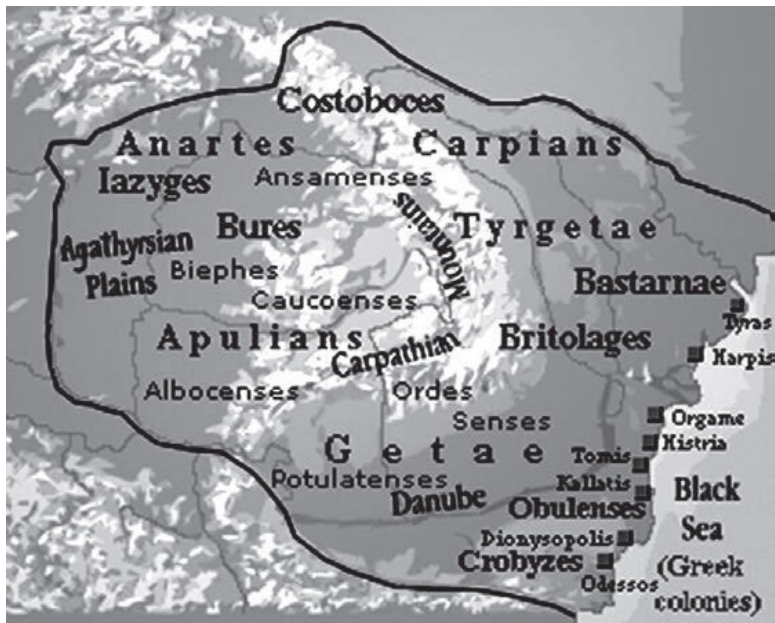 Costoboces
Anartes
Carpians
Iazyges
Ansamenses
Mountains
Bures
Tyrgetae
Agathyrsian
Plains
Biephes
Bastarnae
Caucoenses
Tyras
Apulians
Carpathian
Britolages
Harpis
Albocenses
Ordes
Senses
Orgame
Getae
Histria
Tomis
Potulatenses
Kallatis
Danube
Obulenses
Black
Sea
(Greek
colonies)
Dionysopolis
Crobyzes
Odessos